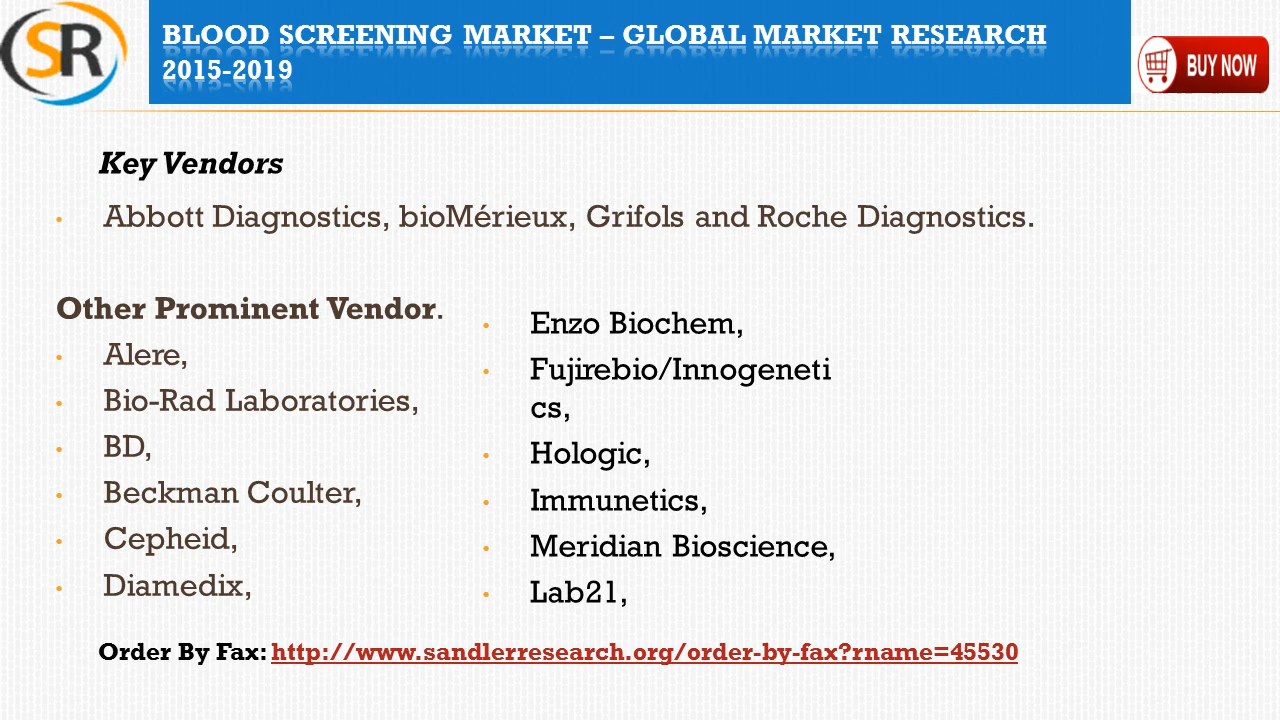 SR
BLOOD SCREENING MARKET – GLOBAL MARKET RESEARCH
2015-2019
BUY NOW
Key Vendors
• Abbott Diagnostics, bioMérieux, Grifols and Roche Diagnostics.
Other Prominent Vendor.
• Alere,
• Bio-Rad Laboratories,
• BD,
• Beckman Coulter,
• Cepheid,
• Diamedix,
• Enzo Biochem,
• Fujirebio/Innogeneti
cs,
• Hologic,
• Immunetics,
• Meridian Bioscience,
• Lab21,
Order By Fax: http://www.sandlerresearch.org/order-by-fax?rname=45530